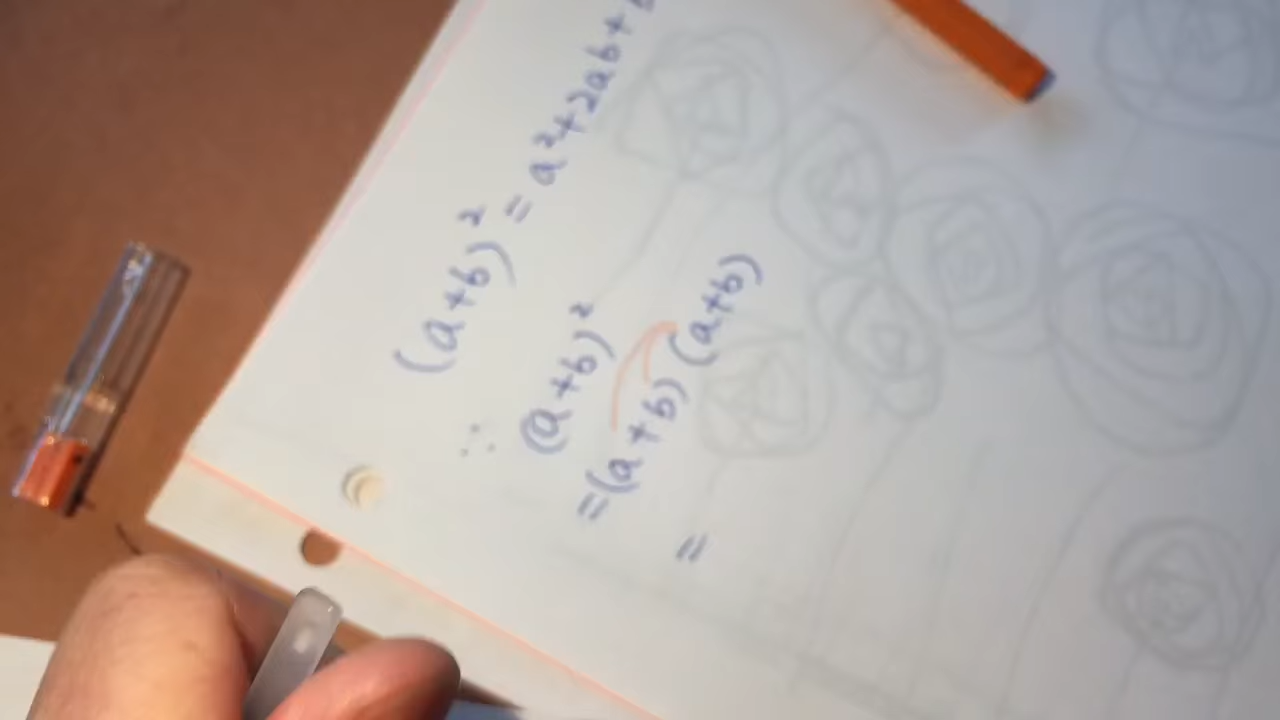 (a+b)² = a²+2ab+
∵ (a+b)²
=(a+b)(a+b)
=